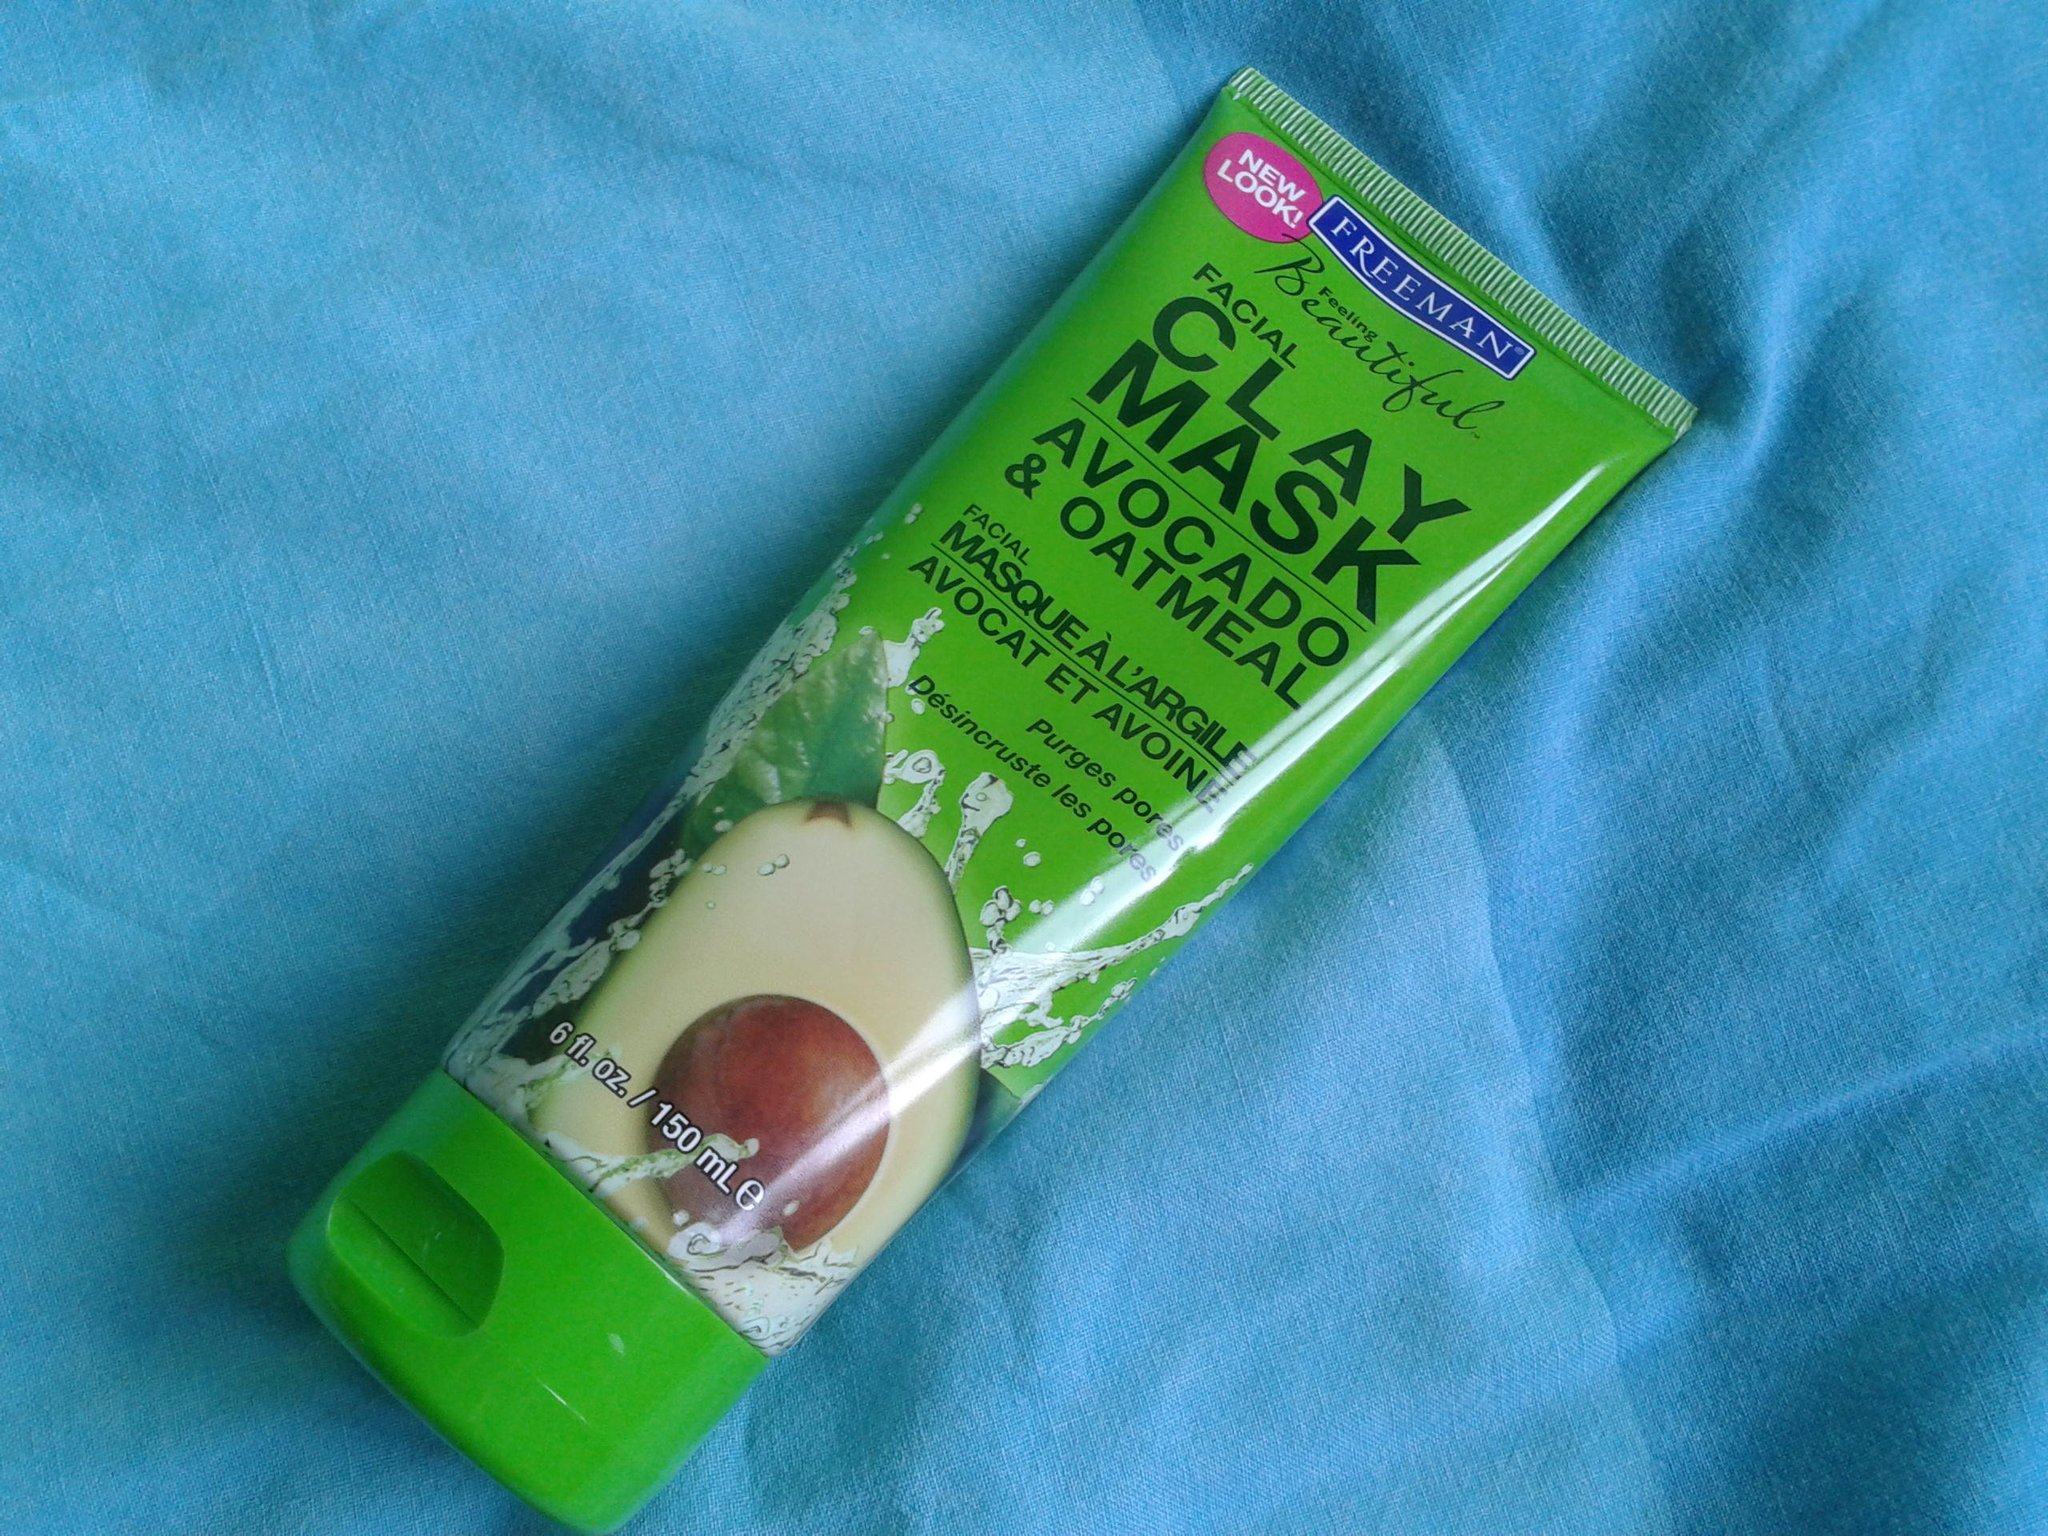 NEW
LOOK!
FREEMAN®
Feeling
Beautiful™
FACIAL
CLAY
MASK
AVOCADO
& OATMEAL
FACIAL
MASQUE À L'ARGILE
AVOCAT ET AVOINE
Purges pores
Désincruste les pores
6 fl. oz. / 150 mL e